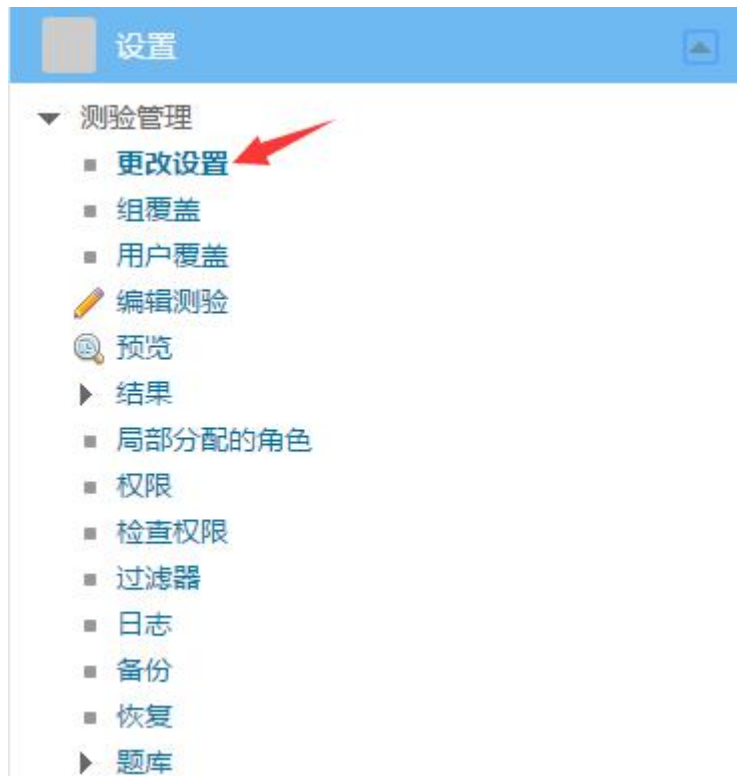 设置
测验管理
更改设置
组覆盖
用户覆盖
编辑测验
预览
结果
局部分配的角色
权限
检查权限
过滤器
日志
备份
恢复
题库